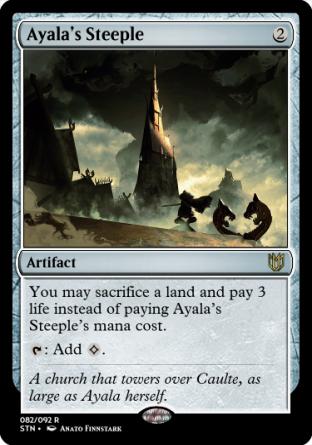 Ayala's Steeple 2
Artifact
You may sacrifice a land and pay 3
life instead of paying Ayala's
Steeple's mana cost.
: Add .
A church that towers over Caulte, as
large as Ayala herself.
082/092 R
STN • Anato Finnstark